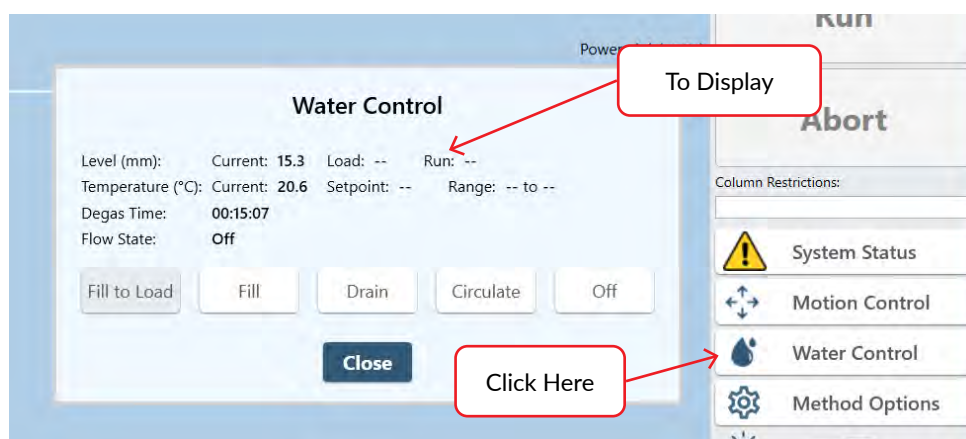 Run
Power
To Display
Water Control
Abort
Level (mm): Current: 15.3 Load: -- Run: --
Temperature (°C): Current: 20.6 Setpoint: -- Range: -- to --
Column Restrictions:
Degas Time: 00:15:07
Flow State: Off
System Status
Fill to Load Fill Drain Circulate Off
Motion Control
Water Control
Close
Click Here
Method Options